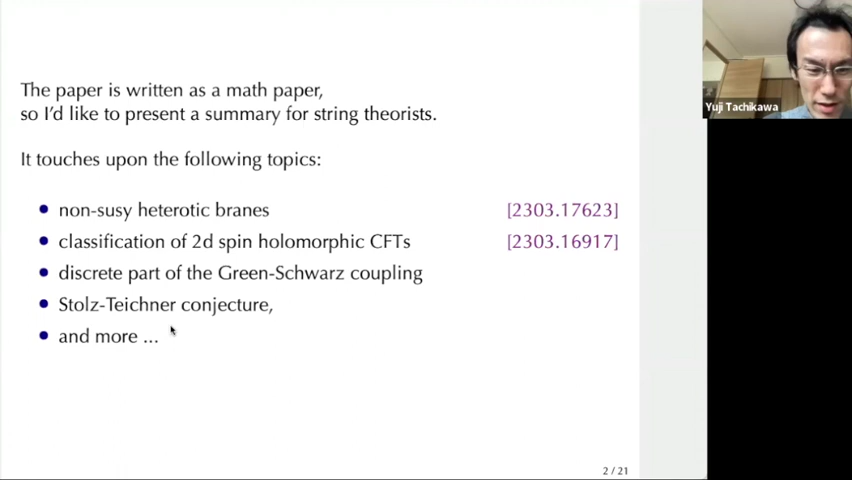 The paper is written as a math paper,
so I'd like to present a summary for string theorists.
It touches upon the following topics:
• non-susy heterotic branes [2303.17623]
• classification of 2d spin holomorphic CFTs [2303.16917]
• discrete part of the Green-Schwarz coupling
• Stolz-Teichner conjecture,
• and more ...
2 / 21
Yuji Tachikawa